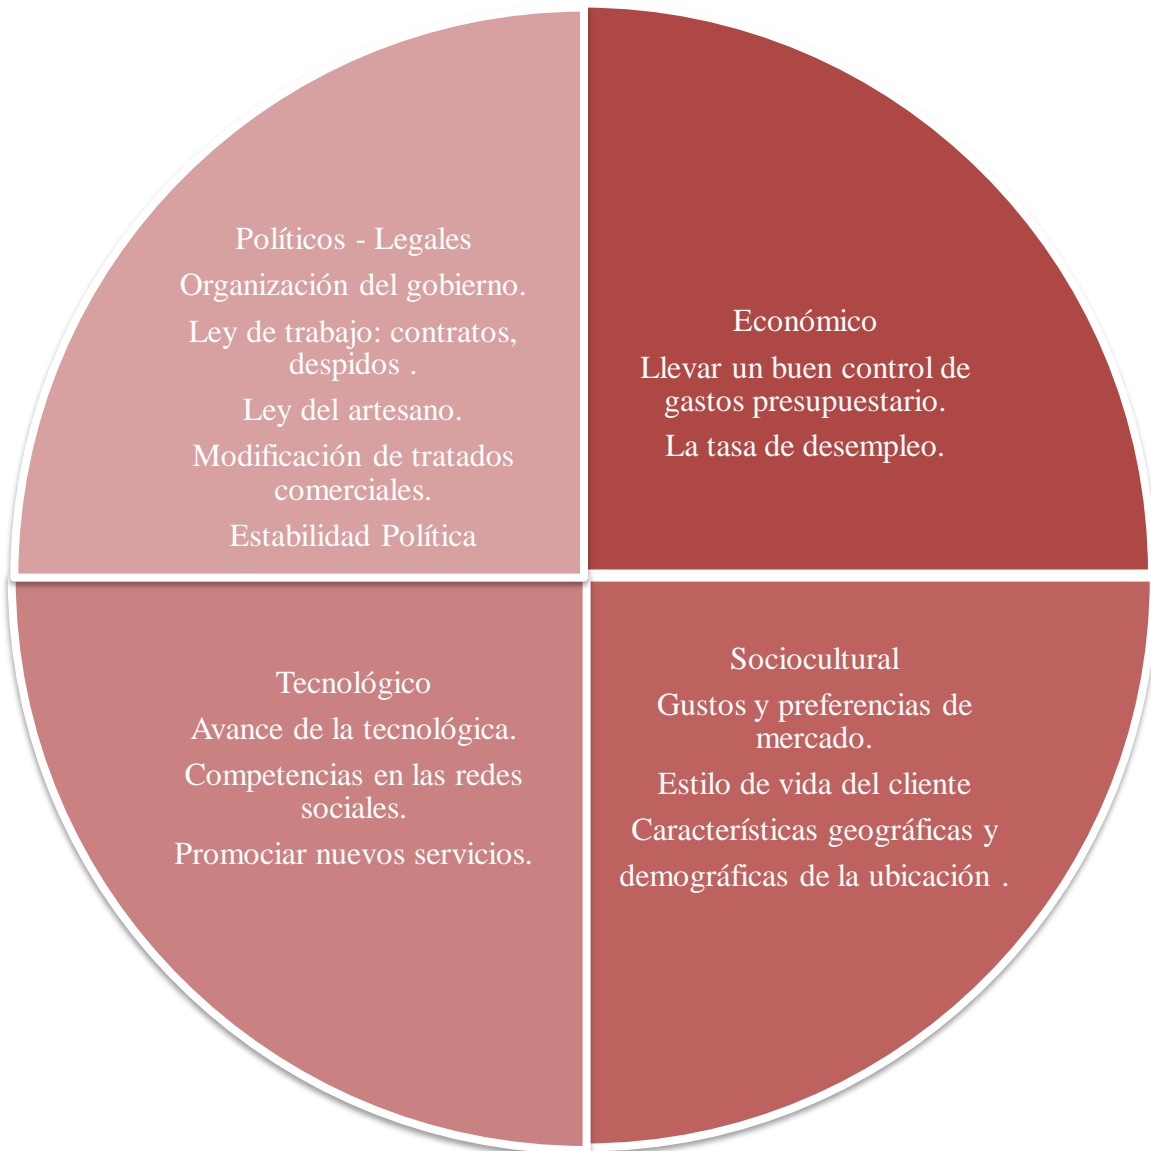 Políticos - Legales
Organización del gobierno.
Ley de trabajo: contratos,
despidos .
Ley del artesano.
Modificación de tratados
comerciales.
Estabilidad Política
Económico
Llevar un buen control de
gastos presupuestario.
La tasa de desempleo.
Tecnológico
Avance de la tecnológica.
Competencias en las redes
sociales.
Promociar nuevos servicios.
Sociocultural
Gustos y preferencias de
mercado.
Estilo de vida del cliente
Características geográficas y
demográficas de la ubicación .